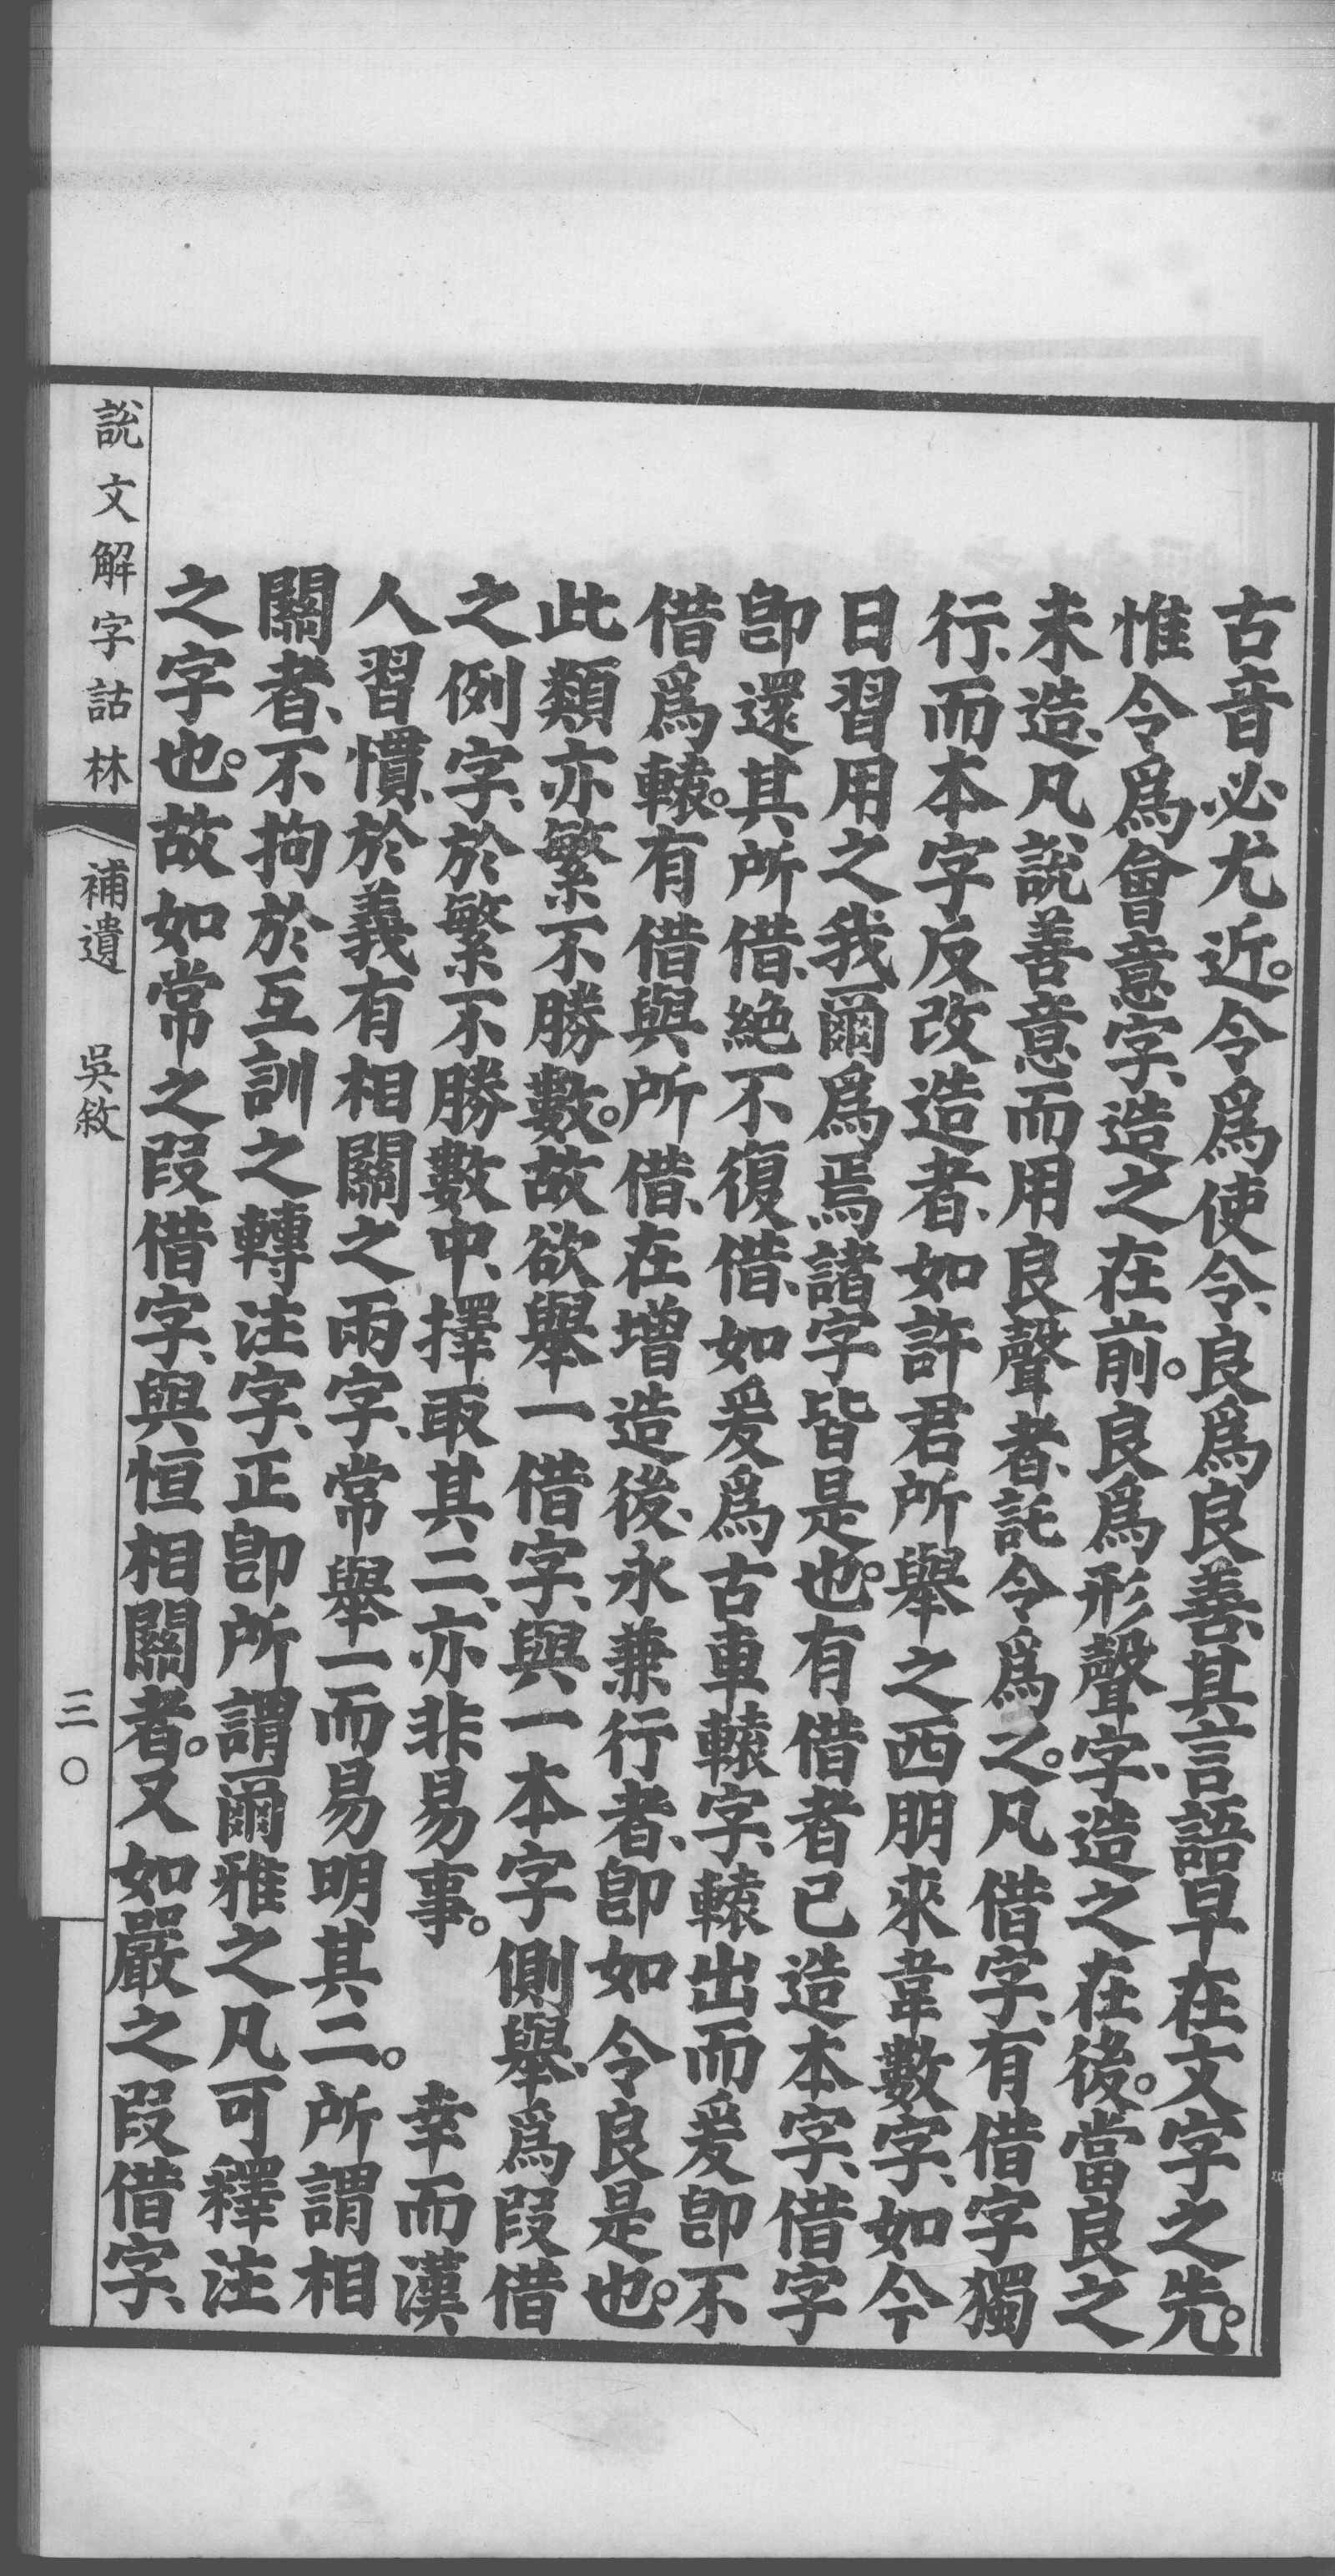 古音必尤近。令爲使令、良爲良善、其言語早在文字之先。
惟令爲會意字、造之在前。良爲形聲字、造之在後。當良之
未造、凡說善意而用良聲者、託令爲之。凡借字、有借字獨
行、而本字反改造者、如許君所舉之西朋來韋數字、如今
日習用之我爾爲焉諸字皆是也。有借者已造本字、借字
卽還其所借、絕不復借、如爰爲古車轅字、轅出而爰卽不
借爲轅。有借與所借、在增造後、永兼行者、卽如令良是也。
此類亦繁不勝數。故欲舉一借字、與一本字側舉、爲叚借
之例字、於繁不勝數中、擇取其二、亦非易事。　幸而漢
人習慣、於義有相關之兩字、常舉一而易明其二。所謂相
關者、不拘於互訓之轉注字、正卽所謂爾雅之凡可釋注
之字也。故如常之叚借字、與恒相關者。又如嚴之叚借字、
說文解字詁林　補遺　吳敘　三〇